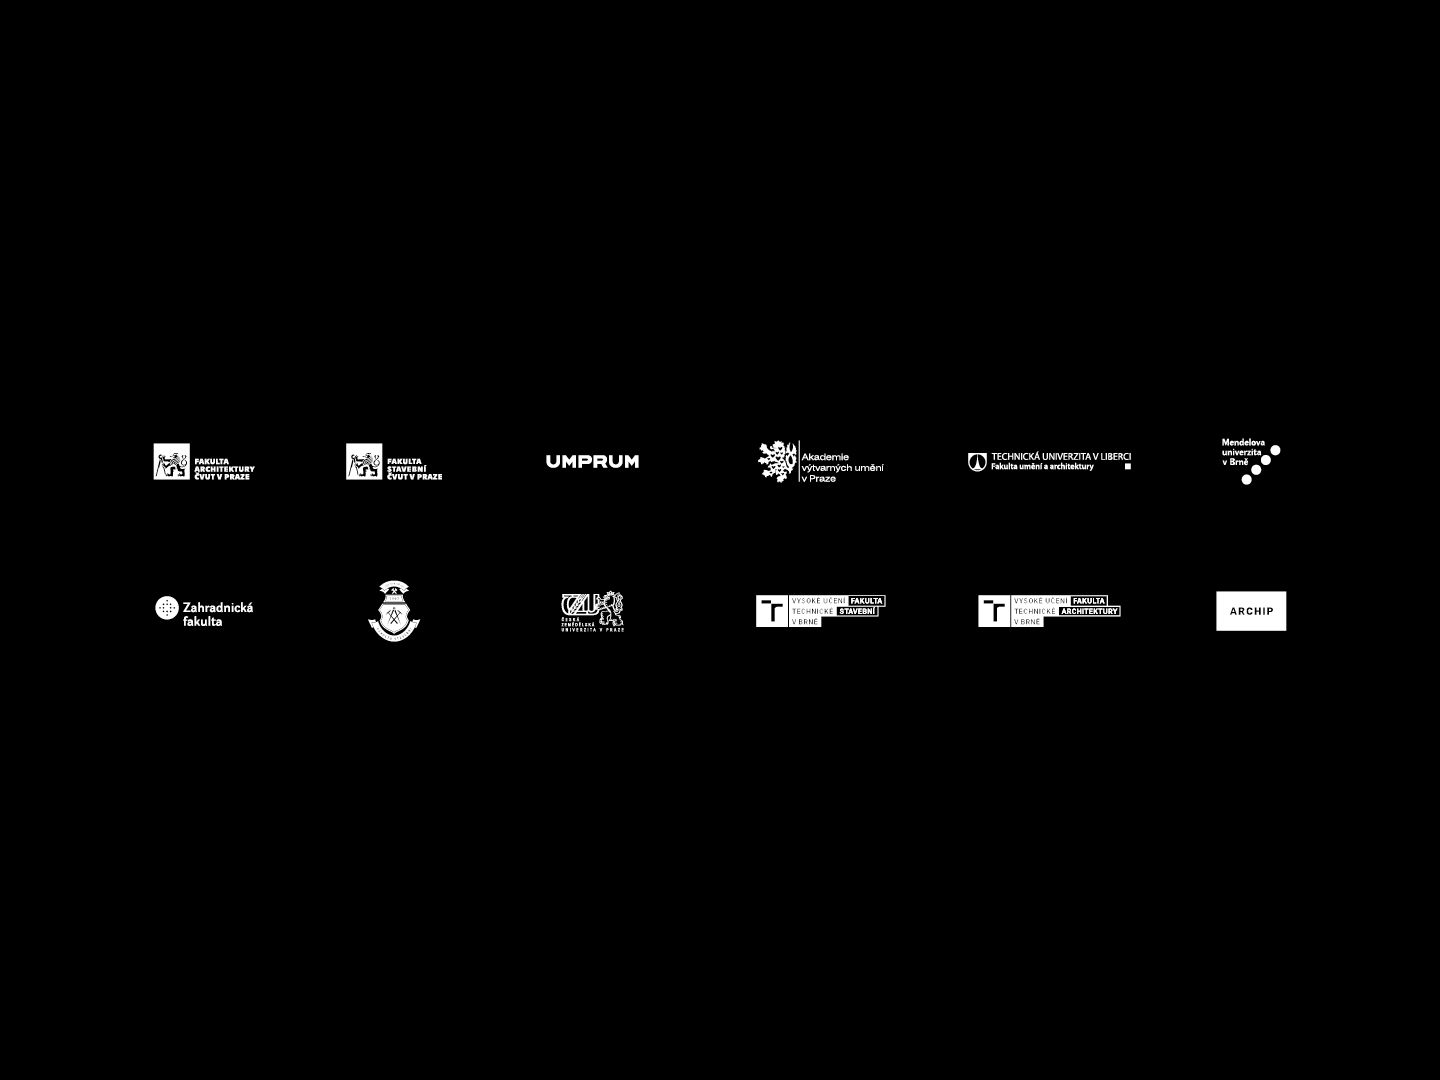 FAKULTA
ARCHITEKTURY
ČVUT V PRAZE
FAKULTA
STAVEBNÍ
ČVUT V PRAZE
UMPRUM
Akademie
výtvarných umění
v Praze
TECHNICKÁ UNIVERZITA V LIBERCI
Fakulta umění a architektury
Mendelova
univerzita
v Brně
Zahradnická
fakulta
ČZU
ČESKÁ
ZEMĚDĚLSKÁ
UNIVERZITA V PRAZE
VYSOKÉ UČENÍ FAKULTA
TECHNICKÉ STAVEBNÍ
V BRNĚ
VYSOKÉ UČENÍ FAKULTA
TECHNICKÉ ARCHITEKTURY
V BRNĚ
ARCHIP